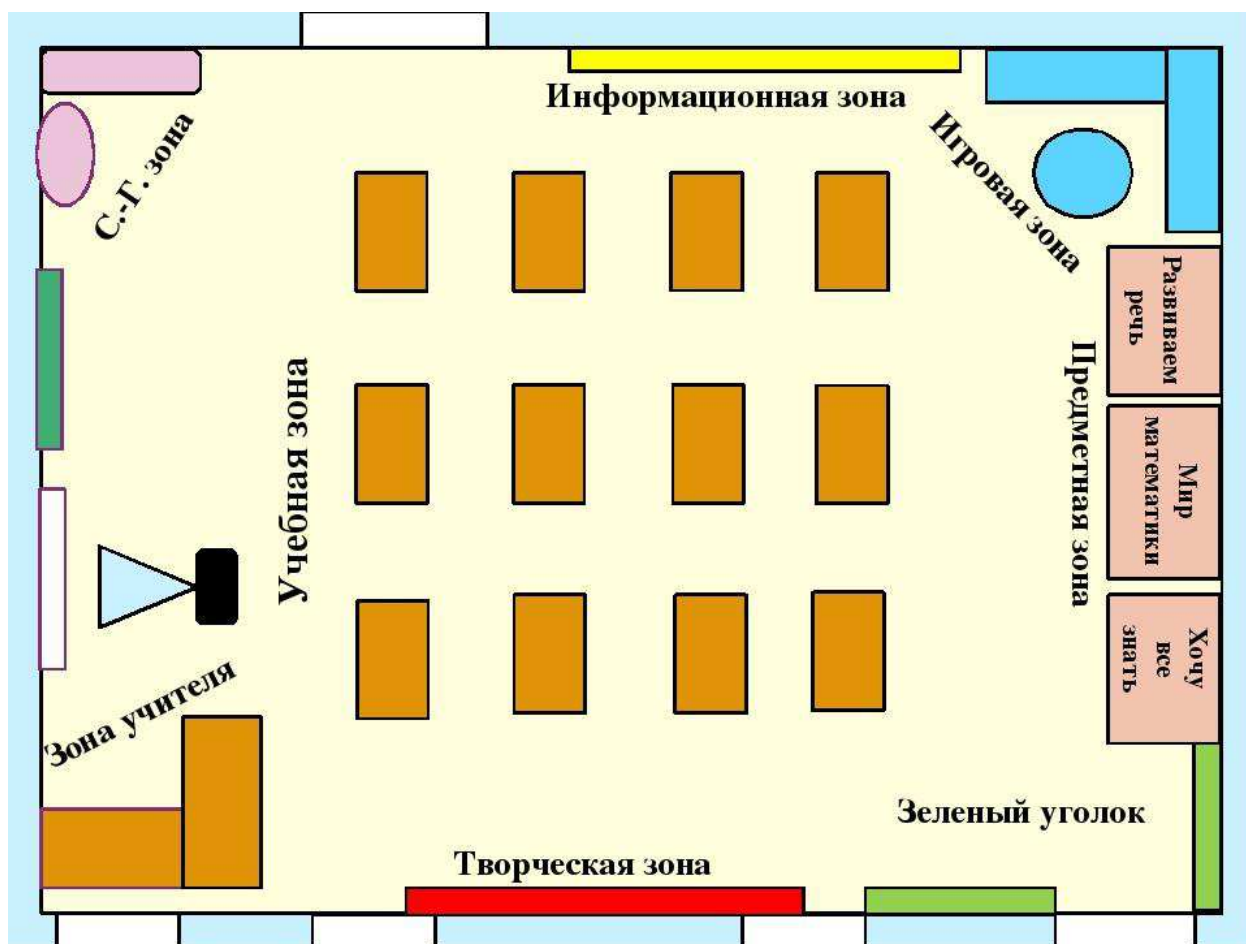 Информационная зона
Игровая зона
С.-Г. зона
Развиваем
речь
Предметная зона
Учебная зона
Мир
математики
Хочу
все
знать
Зона учителя
Зеленый уголок
Творческая зона